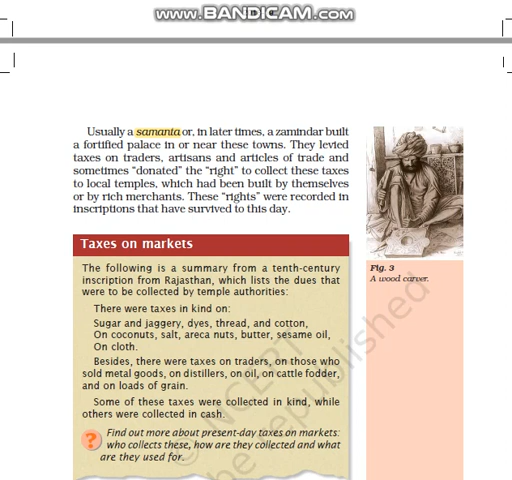 www.BANDICAM.com
Usually a samanta or, in later times, a zamindar built
a fortified palace in or near these towns. They levied
taxes on traders, artisans and articles of trade and
sometimes “donated” the “right” to collect these taxes
to local temples, which had been built by themselves
or by rich merchants. These “rights” were recorded in
inscriptions that have survived to this day.
Fig. 3
A wood carver.
Taxes on markets
The following is a summary from a tenth-century
inscription from Rajasthan, which lists the dues that
were to be collected by temple authorities:
There were taxes in kind on:
Sugar and jaggery, dyes, thread, and cotton,
On coconuts, salt, areca nuts, butter, sesame oil,
On cloth.
Besides, there were taxes on traders, on those who
sold metal goods, on distillers, on oil, on cattle fodder,
and on loads of grain.
Some of these taxes were collected in kind, while
others were collected in cash.
? Find out more about present-day taxes on markets:
who collects these, how are they collected and what
are they used for.
© NCERT
be republished